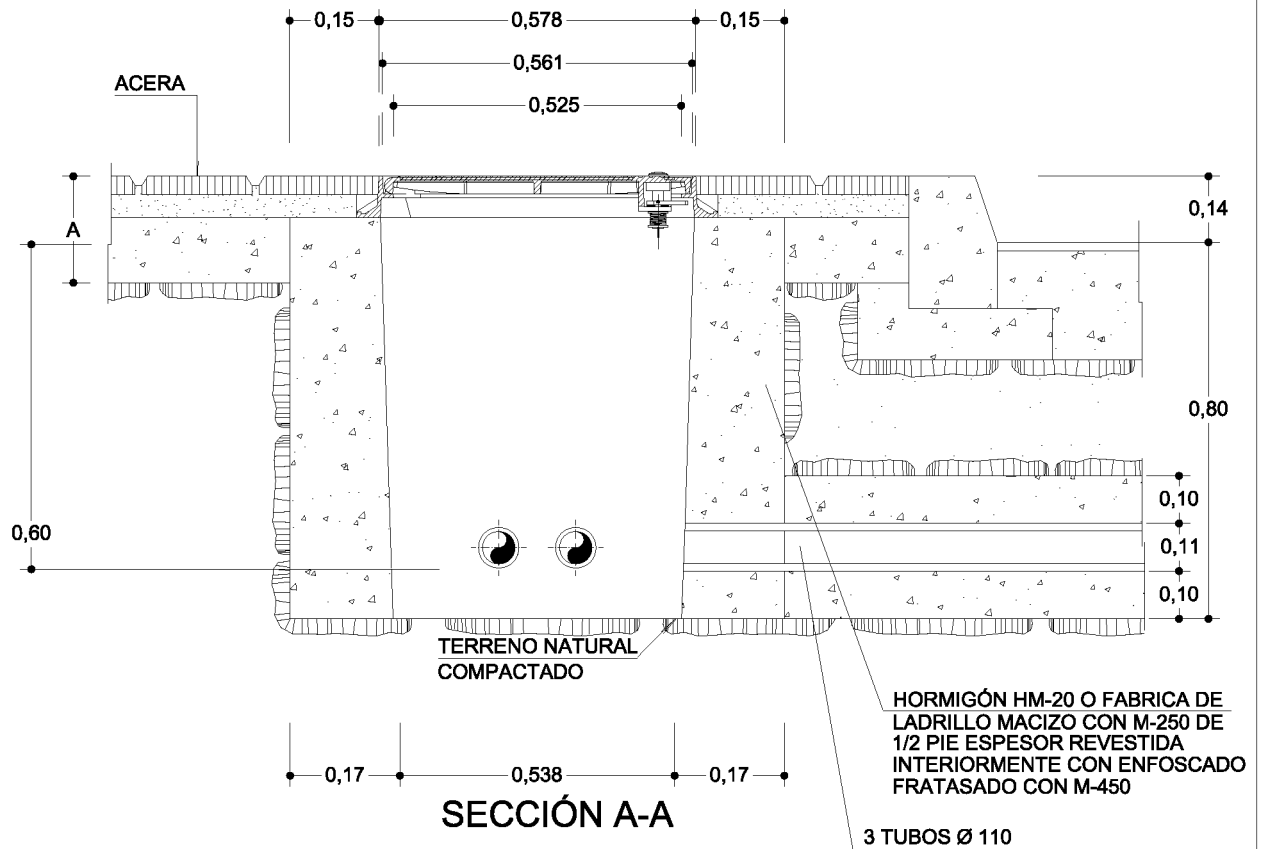 0,15
0,578
0,15
0,561
0,525
ACERA
A
0,14
0,80
0,60
0,10
0,11
0,10
TERRENO NATURAL
COMPACTADO
HORMIGÓN HM-20 O FABRICA DE
LADRILLO MACIZO CON M-250 DE
1/2 PIE ESPESOR REVESTIDA
INTERIORMENTE CON ENFOSCADO
FRATASADO CON M-450
0,17
0,538
0,17
SECCIÓN A-A
3 TUBOS Ø 110